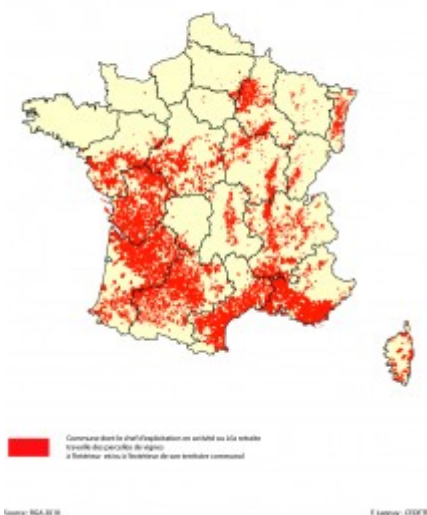 Commune dont le chef d'exploitation en activité ou à la retraite
travaille des parcelles de vignes
à l'intérieur et/ou à l'extérieur de son territoire communal
Source : RGA 2010